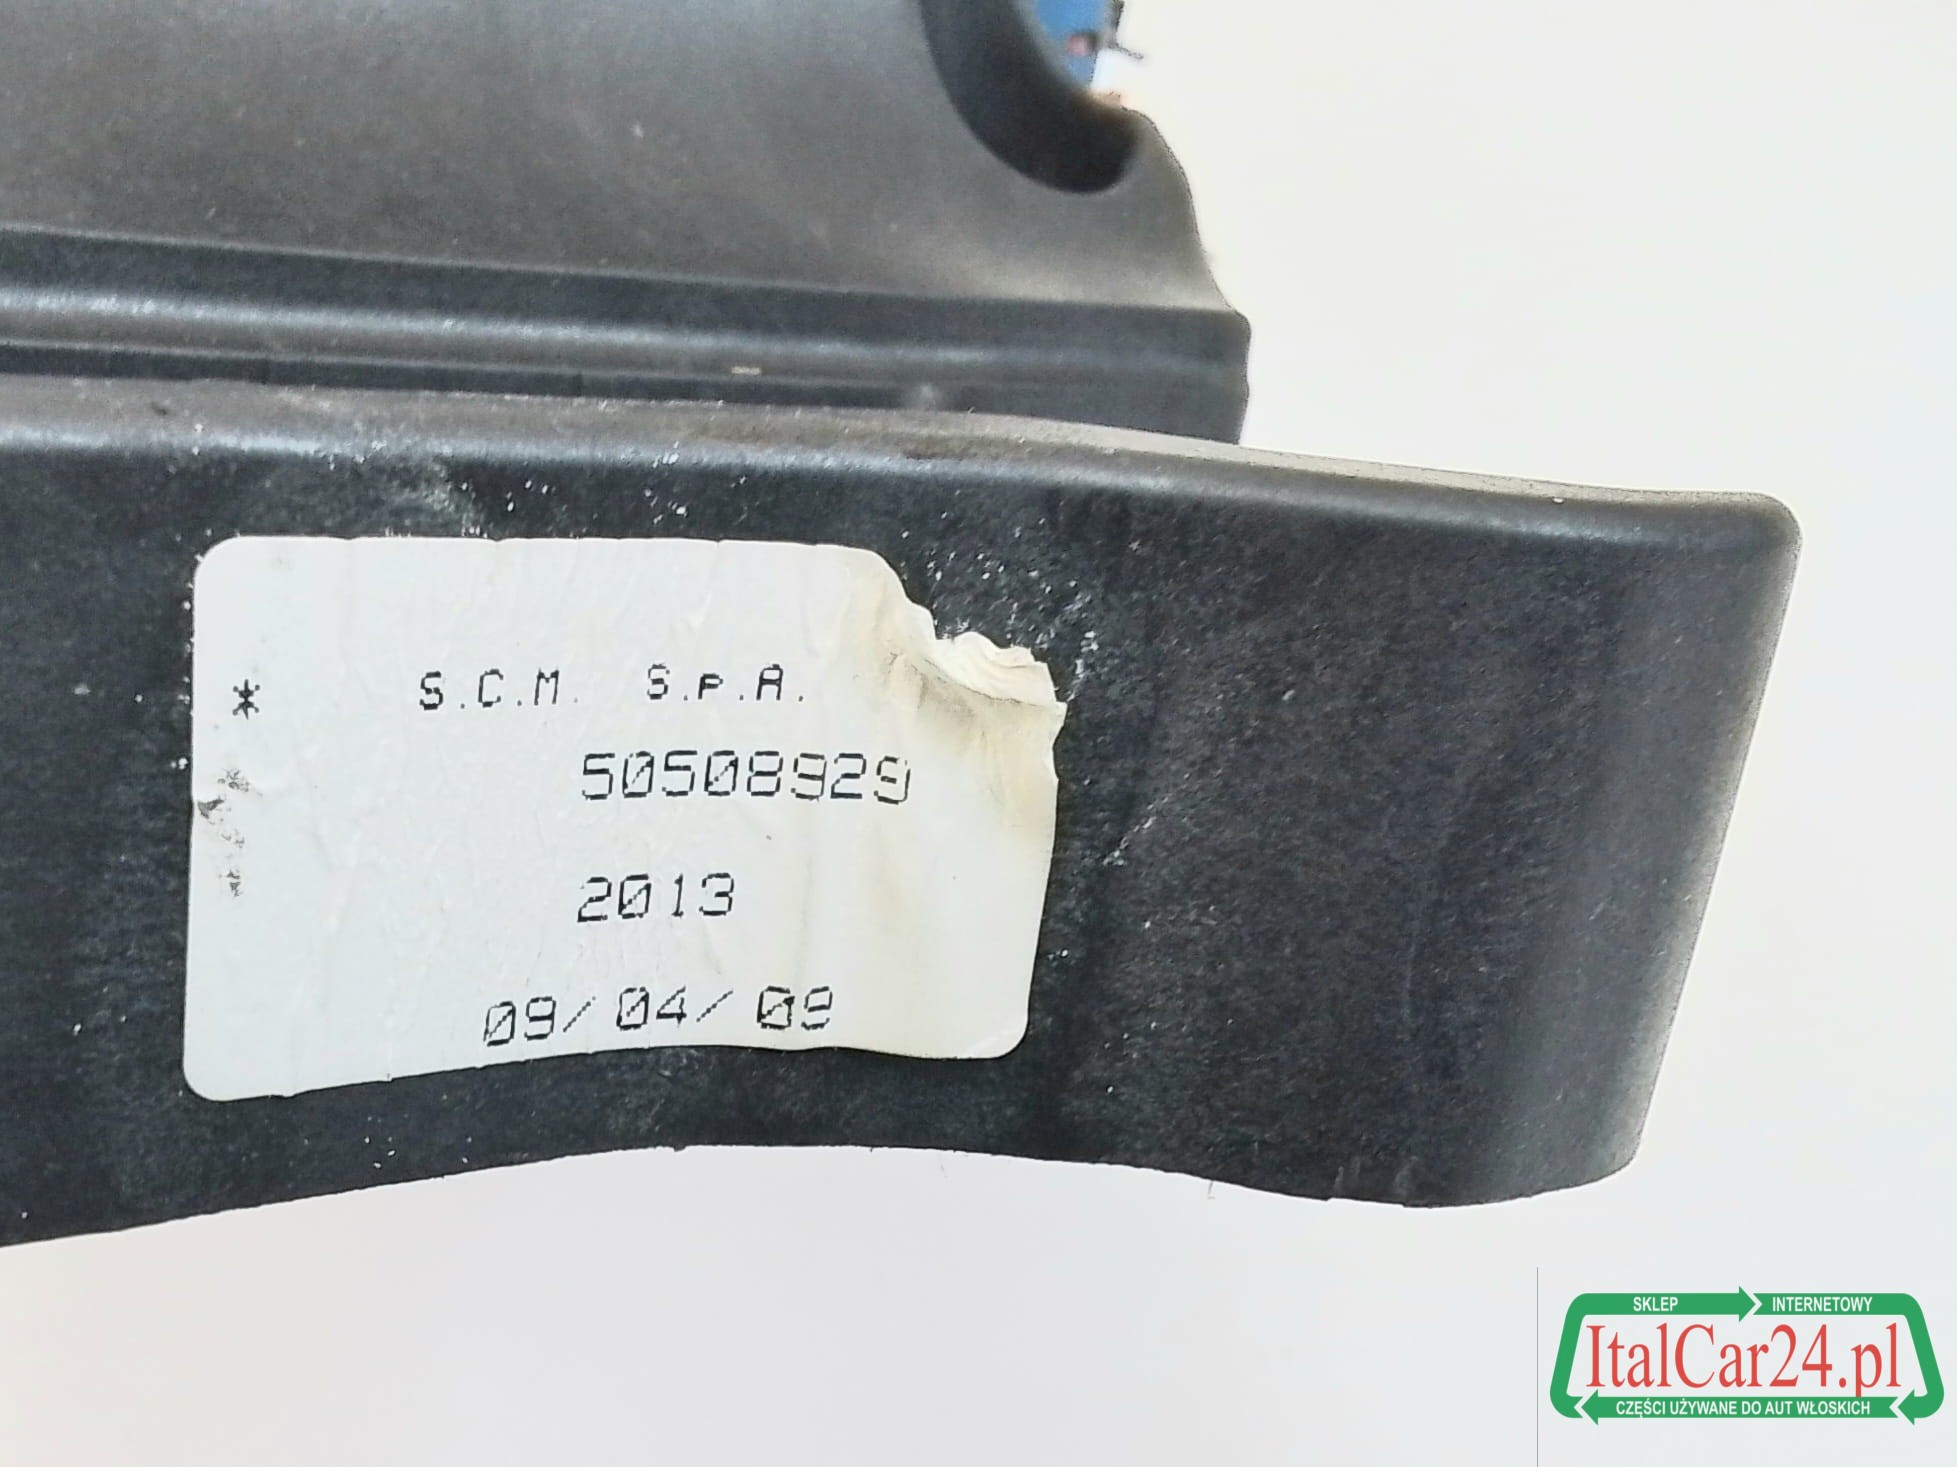 * S.C.M. S.p.A.
50508929
2013
09/04/09
SKLEP INTERNETOWY
ItalCar24.pl
CZĘŚCI UŻYWANE DO AUT WŁOSKICH